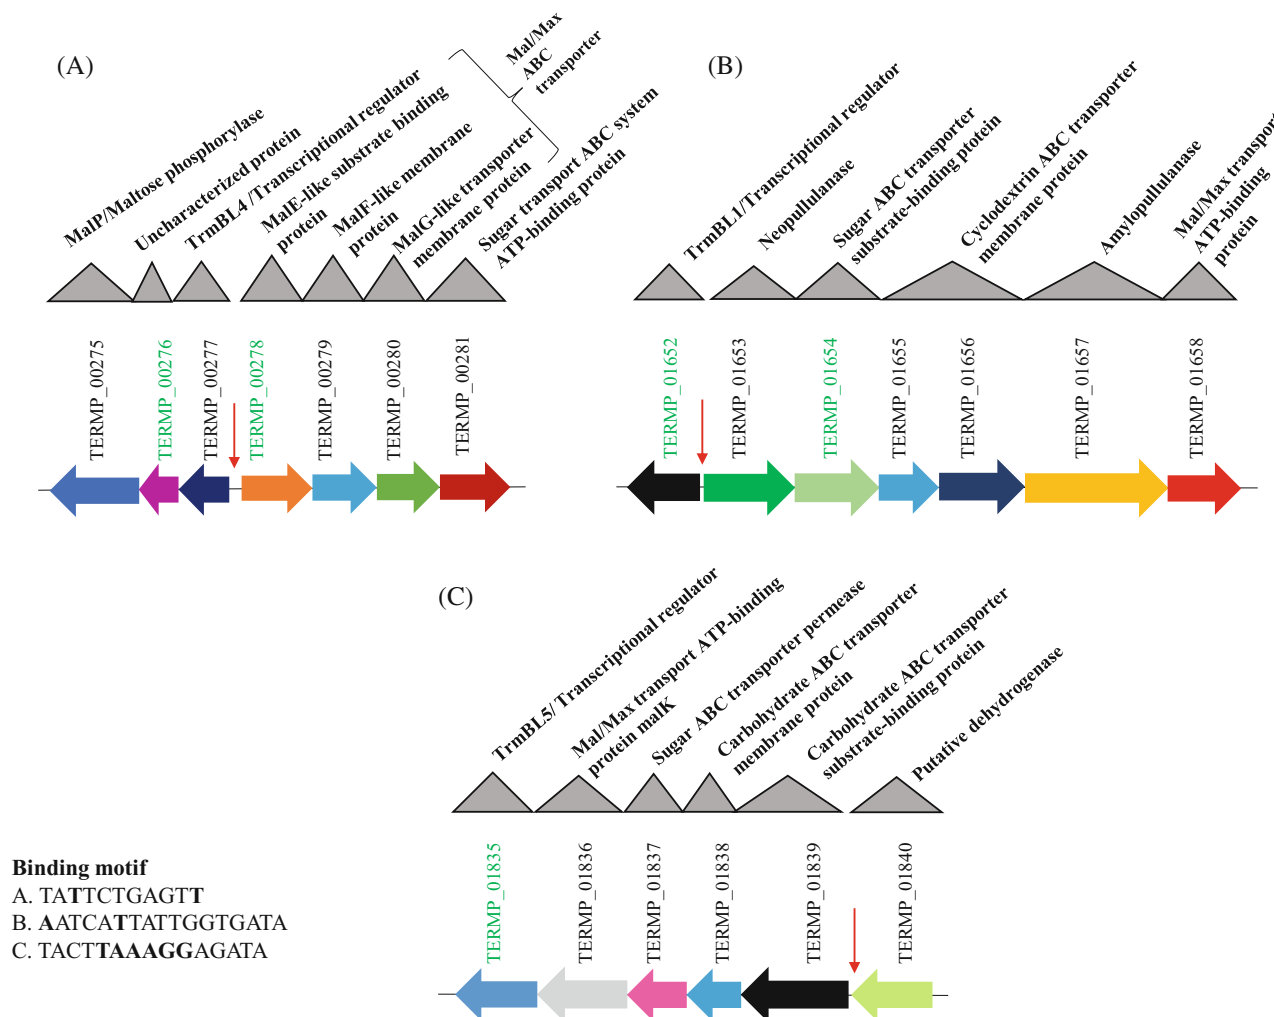 (A)
MalP/Maltose phosphorylase
Uncharacterized protein
TrmBL4 /Transcriptional regulator
MalE-like substrate binding
protein
MalF-like membrane
protein
MalG-like transporter
membrane protein
Sugar transport ABC system
ATP-binding protein
Mal/Max
ABC
transporter
TERMP_00275
TERMP_00276
TERMP_00277
TERMP_00278
TERMP_00279
TERMP_00280
TERMP_00281
(B)
TrmBL1/Transcriptional regulator
Neopullulanase
Sugar ABC transporter
substrate-binding ptotein
Cyclodextrin ABC transporter
membrane protein
Amylopullulanase
Mal/Max transport
ATP-binding
protein
TERMP_01652
TERMP_01653
TERMP_01654
TERMP_01655
TERMP_01656
TERMP_01657
TERMP_01658
(C)
TrmBL5/ Transcriptional regulator
Mal/Max transport ATP-binding
protein malK
Sugar ABC transporter permease
Carbohydrate ABC transporter
membrane protein
Carbohydrate ABC transporter
substrate-binding protein
Putative dehydrogenase
TERMP_01835
TERMP_01836
TERMP_01837
TERMP_01838
TERMP_01839
TERMP_01840
Binding motif
A. TATTCTGAGTT
B. AATCATTATTGGTGATA
C. TACTTAAAGGAGATA